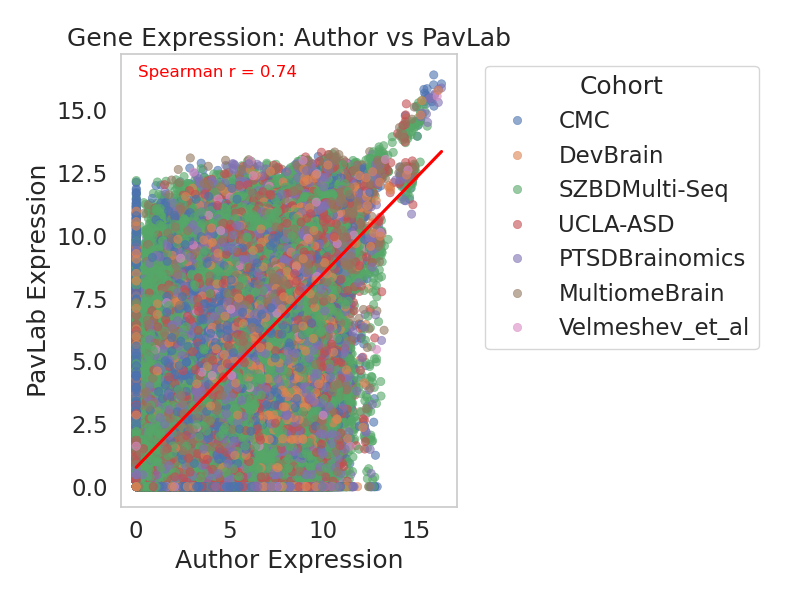 Gene Expression: Author vs PavLab
Spearman r = 0.74
PavLab Expression
15.0
12.5
10.0
7.5
5.0
2.5
0.0
0 5 10 15
Author Expression
Cohort
CMC
DevBrain
SZBDMulti-Seq
UCLA-ASD
PTSDBrainomics
MultiomeBrain
Velmeshev_et_al